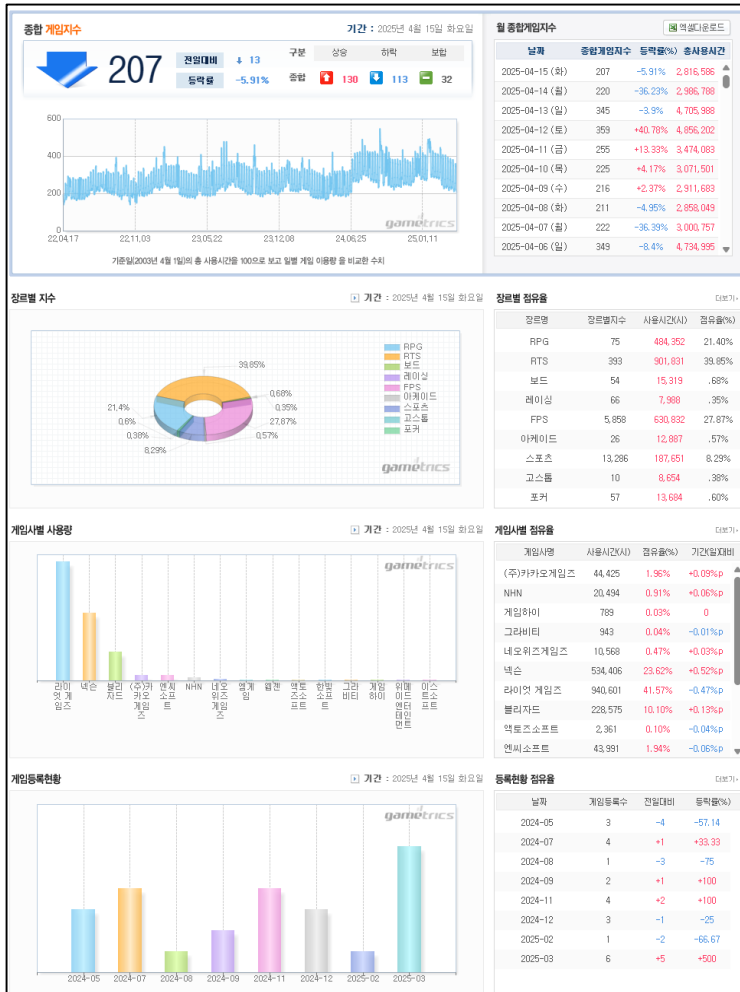 종합 게임지수
기간 : 2025년 4월 15일 화요일
207
전일대비 13
등락률 -5.91%
구분 상승 하락 보합
종합 130 113 32
600
400
200
0
22,04,17 22,11,03 23,05,22 23,12,08 24,06,25 25,01,11
gametrics
기준일(2003년 4월 1일)의 총 사용시간을 100으로 보고 일별 게임 이용량 을 비교한 수치
월 종합게임지수 엑셀다운로드
날짜 종합게임지수 등락률(%) 총사용시간
2025-04-15 (화) 207 -5.91% 2,816,586
2025-04-14 (월) 220 -36.23% 2,986,788
2025-04-13 (일) 345 -3.9% 4,705,988
2025-04-12 (토) 359 +40.78% 4,856,202
2025-04-11 (금) 255 +13.33% 3,474,083
2025-04-10 (목) 225 +4.17% 3,071,501
2025-04-09 (수) 216 +2.37% 2,911,683
2025-04-08 (화) 211 -4.95% 2,858,049
2025-04-07 (월) 222 -36.39% 3,000,757
2025-04-06 (일) 349 -8.4% 4,734,995
장르별 지수 기간 : 2025년 4월 15일 화요일
39,85%
0,68%
0,35%
27,87%
0,57%
8,29%
0,38%
0,6%
21,4%
RPG
RTS
보드
레이싱
FPS
아케이드
스포츠
고스톱
포커
gametrics
장르별 점유율 더보기
장르명 장르별지수 사용시간(시) 점유율(%)
RPG 75 484,352 21.40%
RTS 393 901,831 39.85%
보드 54 15,319 .68%
레이싱 66 7,988 .35%
FPS 5,858 630,832 27.87%
아케이드 26 12,887 .57%
스포츠 13,286 187,651 8.29%
고스톱 10 8,654 .38%
포커 57 13,684 .60%
게임사별 사용량 기간 : 2025년 4월 15일 화요일
gametrics
라이엇 게임즈 넥슨 블리자드 (주)카카오게임즈 엔씨소프트 NHN 네오위즈게임즈 엠게임 웹젠 액토즈소프트 한빛소프트 그라비티 게임하이 위메이드엔터테인먼트 이스트소프트
게임사별 점유율 더보기
게임사명 사용시간(시) 점유율(%) 기간(일)대비
(주)카카오게임즈 44,425 1.96% +0.09%p
NHN 20,494 0.91% +0.06%p
게임하이 789 0.03% 0
그라비티 943 0.04% -0.01%p
네오위즈게임즈 10,568 0.47% +0.03%p
넥슨 534,406 23.62% +0.52%p
라이엇 게임즈 940,601 41.57% -0.47%p
블리자드 228,575 10.10% +0.13%p
액토즈소프트 2,361 0.10% -0.04%p
엔씨소프트 43,991 1.94% -0.06%p
게임등록현황 기간 : 2025년 4월 15일 화요일
gametrics
2024-05 2024-07 2024-08 2024-09 2024-11 2024-12 2025-02 2025-03
등록현황 점유율 더보기
날짜 게임등록수 전일대비 등락률(%)
2024-05 3 -4 -57.14
2024-07 4 +1 +33.33
2024-08 1 -3 -75
2024-09 2 +1 +100
2024-11 4 +2 +100
2024-12 3 -1 -25
2025-02 1 -2 -66.67
2025-03 6 +5 +500